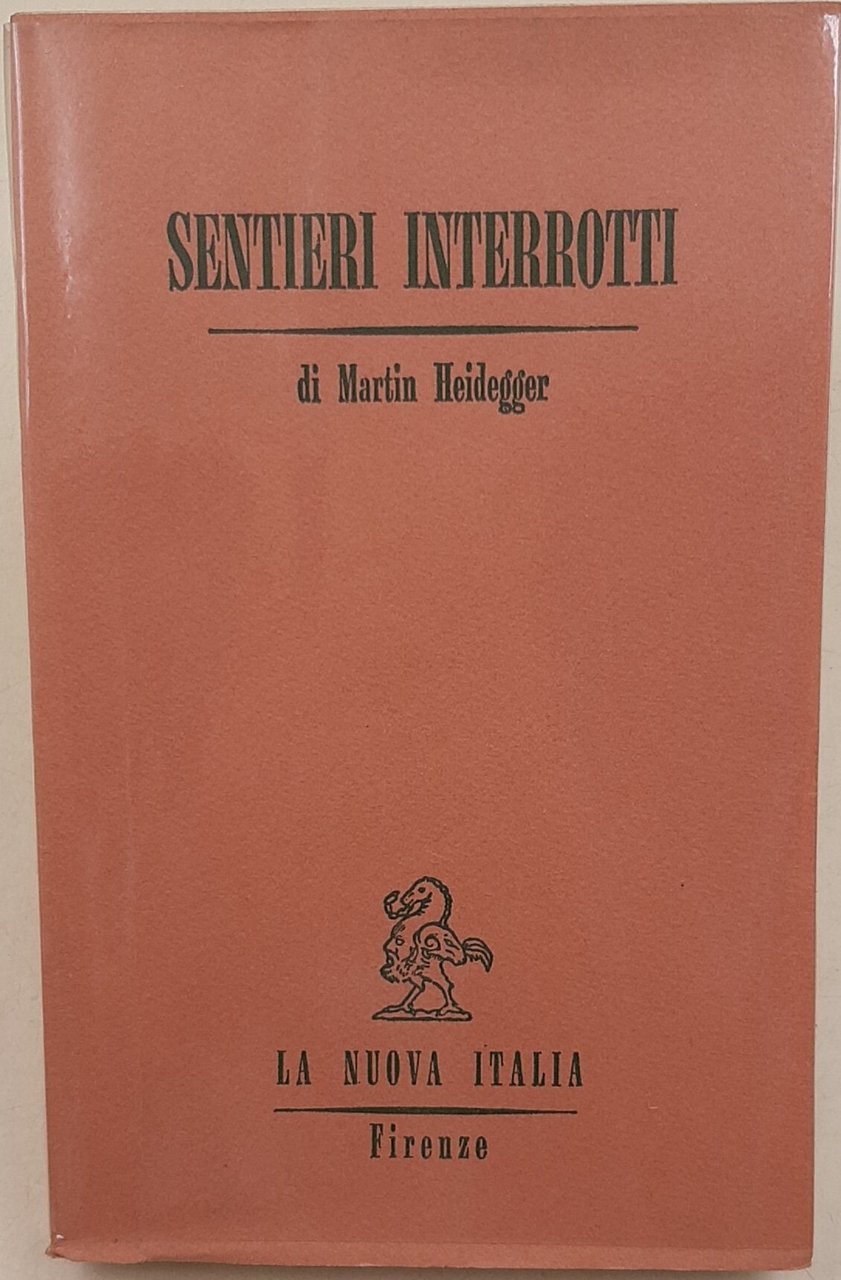 SENTIERI INTERROTTI
di Martin Heidegger
LA NUOVA ITALIA
Firenze